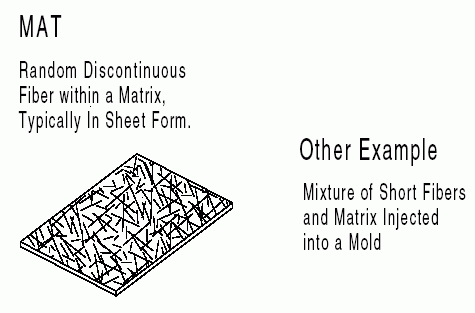 MAT
Random Discontinuous
Fiber within a Matrix,
Typically In Sheet Form.
Other Example
Mixture of Short Fibers
and Matrix Injected
into a Mold